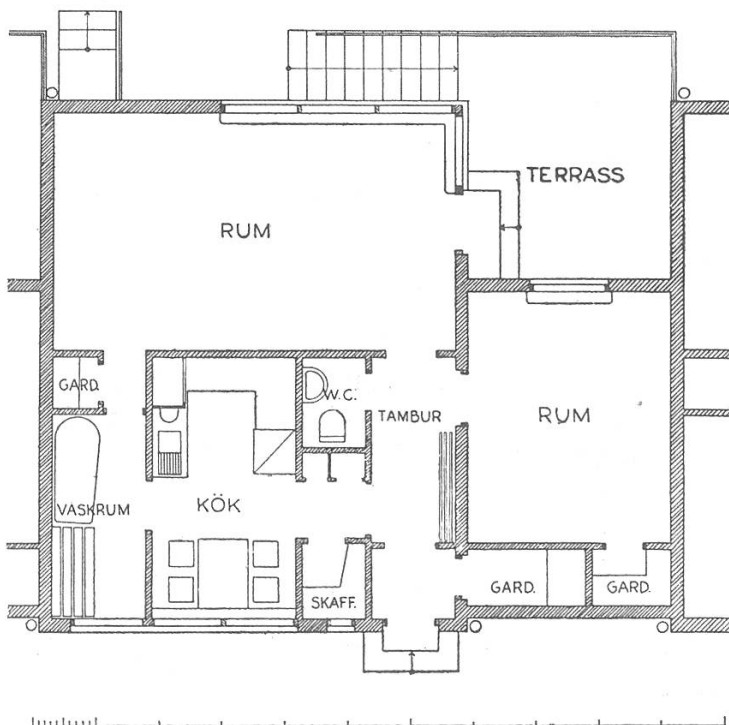 TERRASS
RUM
GARD.
W.C.
TAMBUR
RUM
VASKRUM
KÖK
SKAFF.
GARD.
GARD.